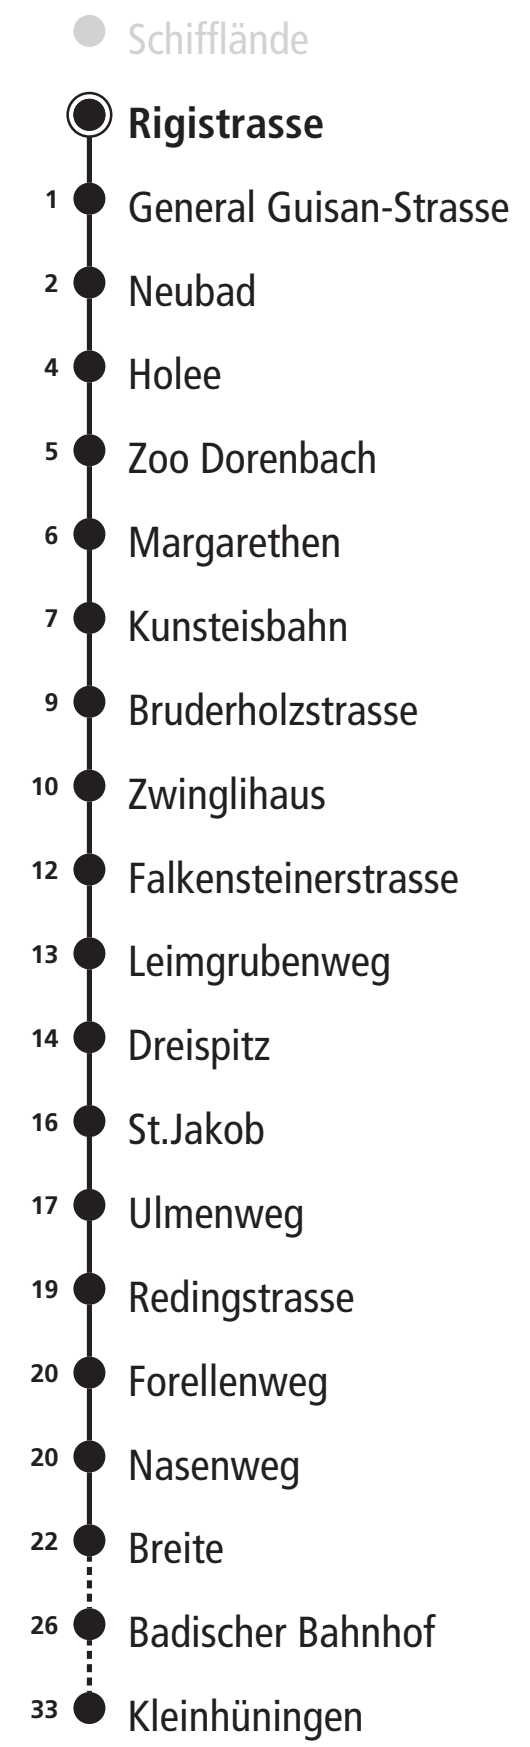 Schifflände
Rigistrasse
1 General Guisan-Strasse
2 Neubad
4 Holee
5 Zoo Dorenbach
6 Margarethen
7 Kunsteisbahn
9 Bruderholzstrasse
10 Zwinglihaus
12 Falkensteinerstrasse
13 Leimgrubenweg
14 Dreispitz
16 St.Jakob
17 Ulmenweg
19 Redingstrasse
20 Forellenweg
20 Nasenweg
22 Breite
26 Badischer Bahnhof
33 Kleinhüningen